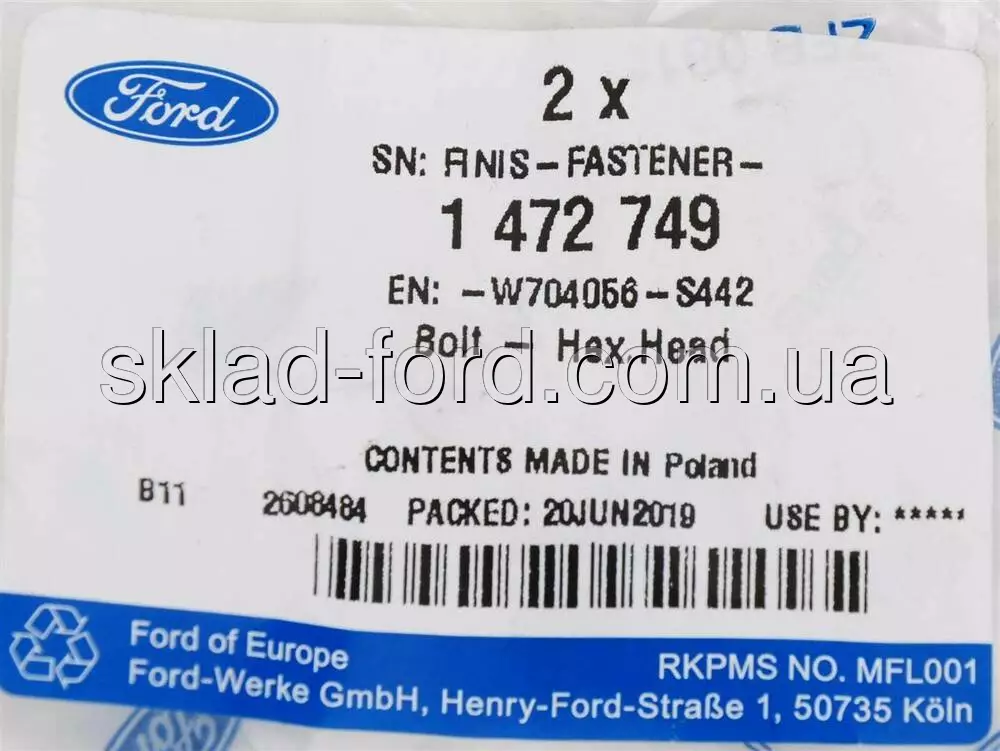 Ford
2 x
SN: FINIS-FASTENER-
1 472 749
EN: -W704056-S442
Bolt - Hex.Head
sklad-ford.com.ua
CONTENTS MADE IN Poland
B11 2608484 PACKED: 20JUN2019 USE BY: *****
Ford of Europe
RKPMS NO. MFL001
Ford-Werke GmbH, Henry-Ford-Straße 1, 50735 Köln